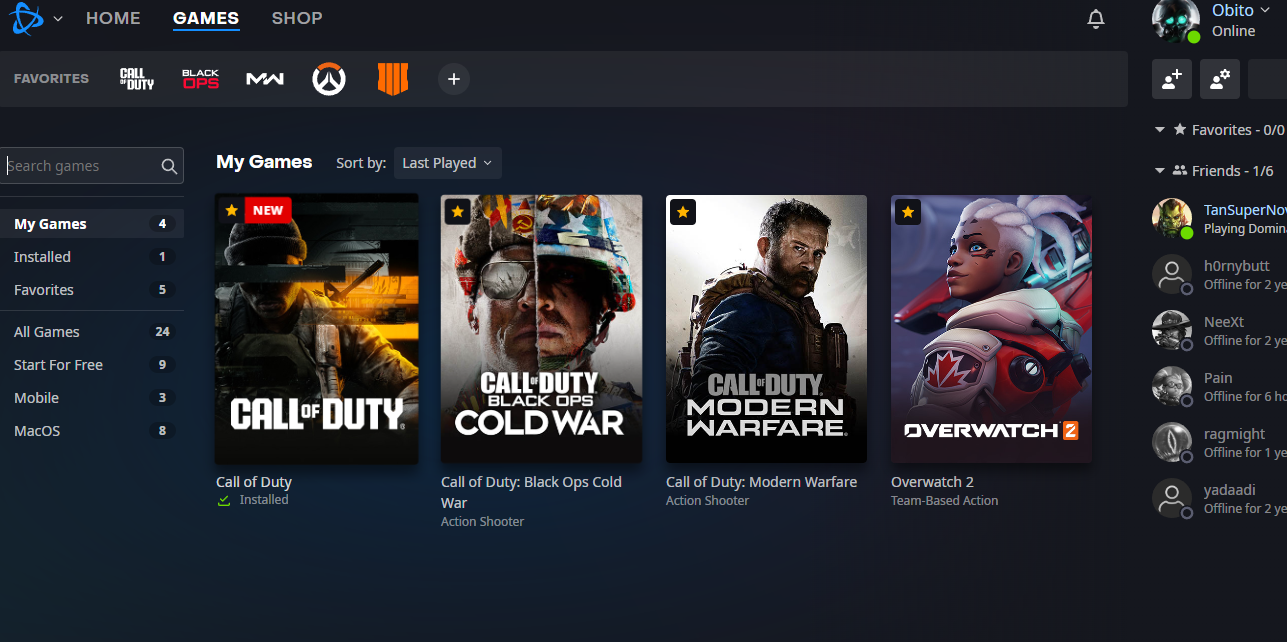 HOME GAMES SHOP
Obito
Online
FAVORITES CALL OF DUTY BLACK OPS MW +
Favorites - 0/0
Friends - 1/6
Search games
My Games Sort by: Last Played
My Games 4
Installed 1
Favorites 5
All Games 24
Start For Free 9
Mobile 3
MacOS 8
NEW
CALL OF DUTY
CALL OF DUTY
BLACK OPS
COLD WAR
CALL OF DUTY
MODERN
WARFARE
OVERWATCH 2
Call of Duty
Installed
Call of Duty: Black Ops Cold
War
Action Shooter
Call of Duty: Modern Warfare
Action Shooter
Overwatch 2
Team-Based Action
TanSuperNov
Playing Domin
h0rnybutt
Offline for 2 ye
NeeXt
Offline for 2 ye
Pain
Offline for 6 ho
ragmight
Offline for 1 ye
yadaadi
Offline for 2 ye